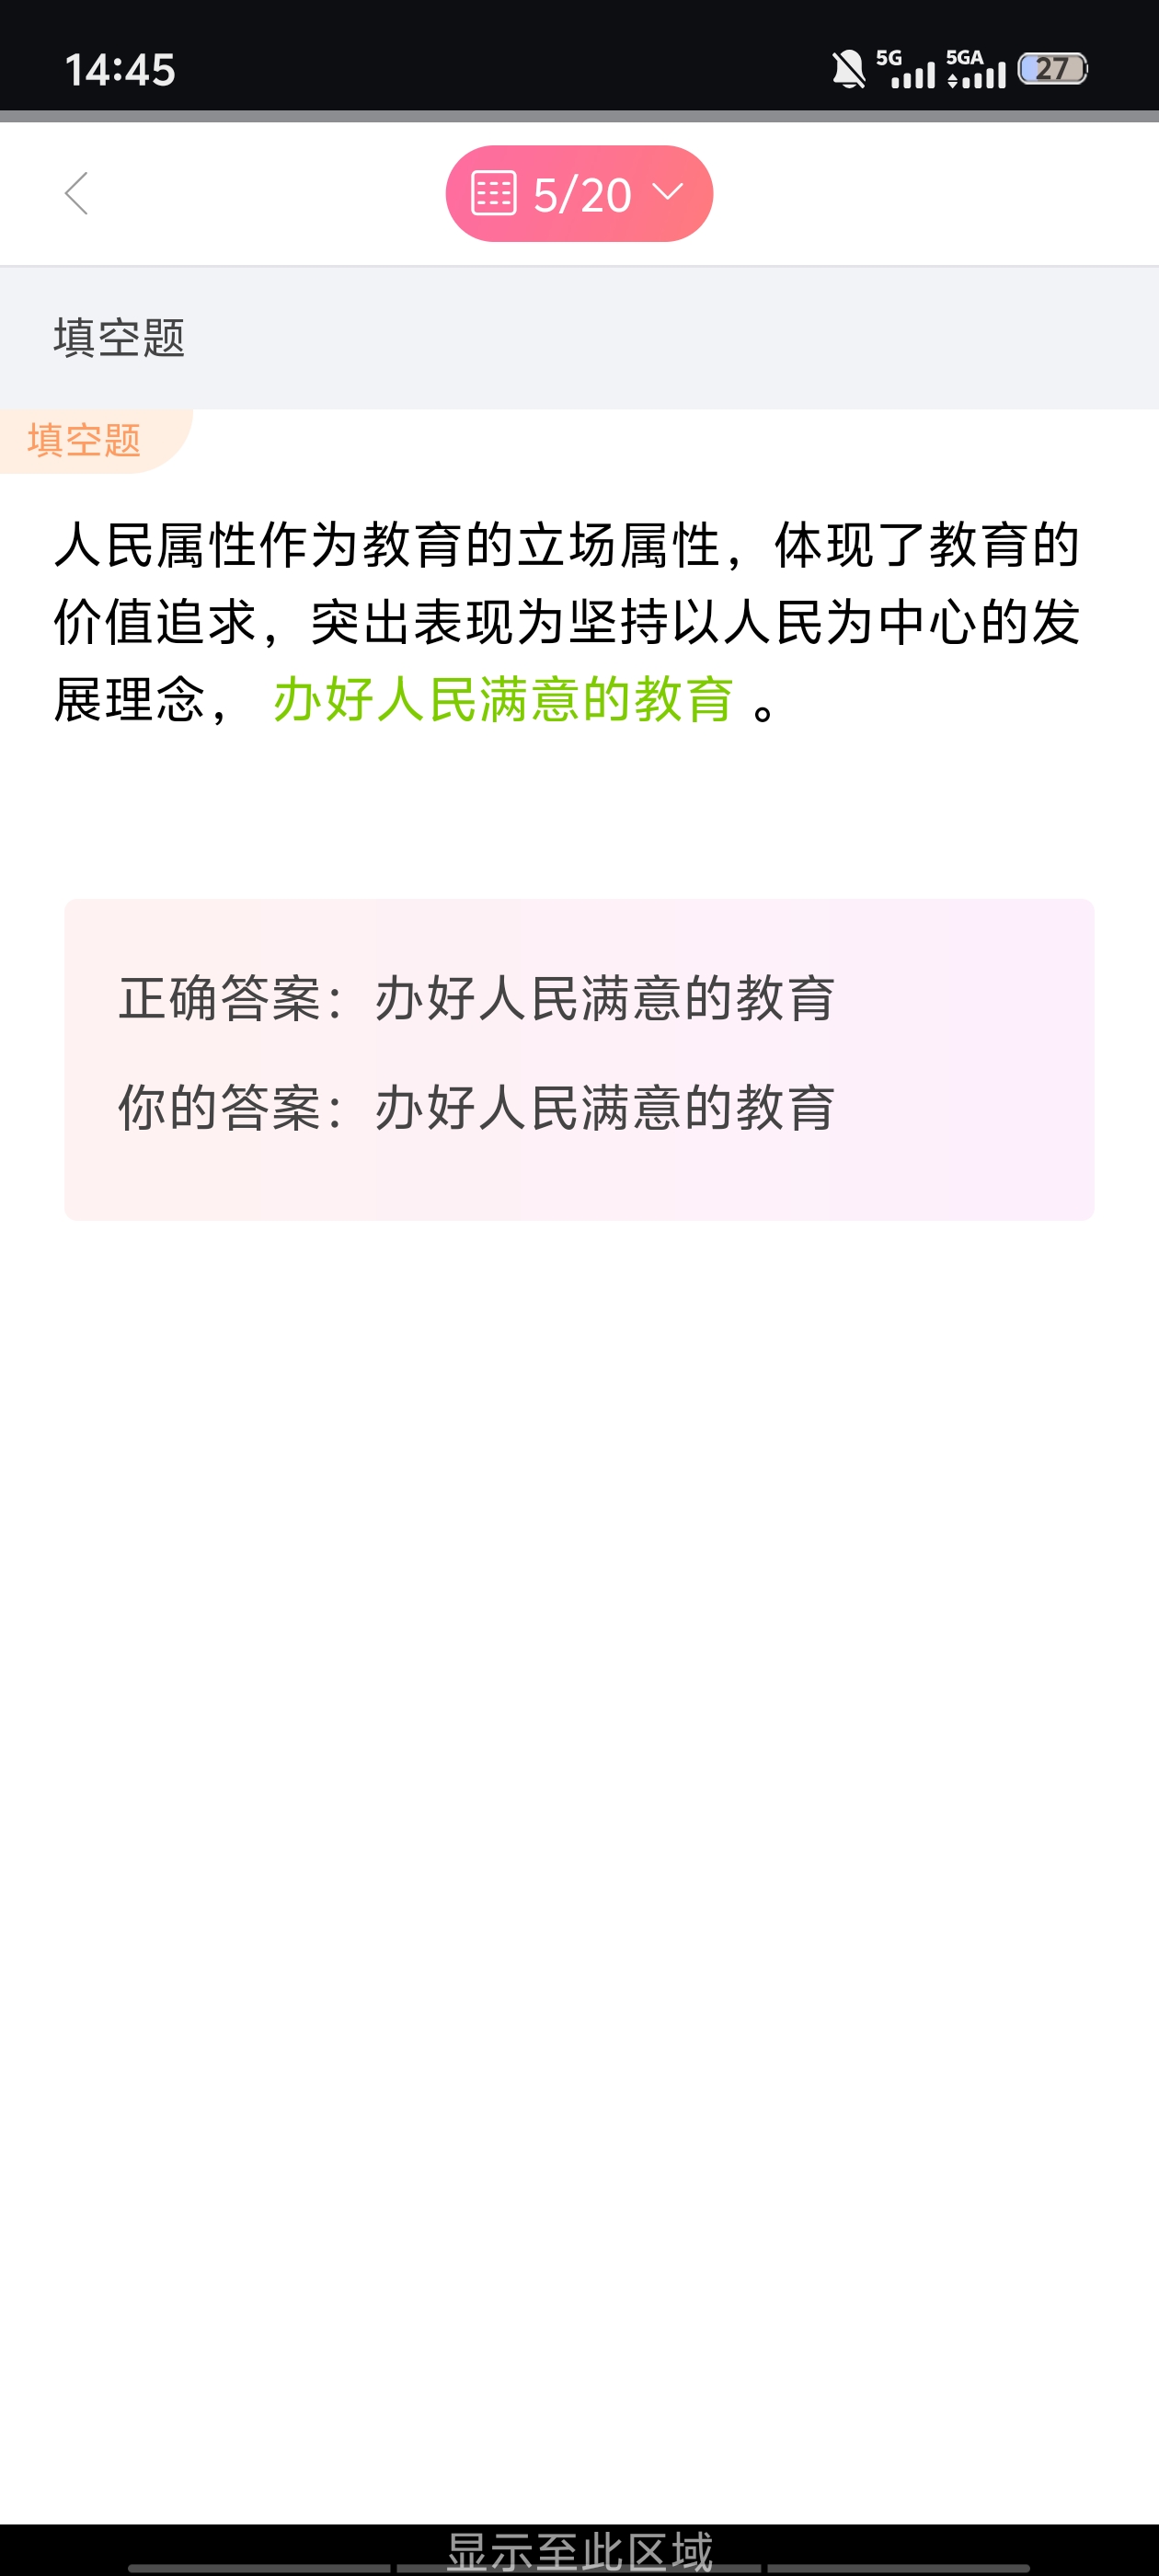 14:45
5G
5GA
27
5/20
填空题
填空题
人民属性作为教育的立场属性，体现了教育的
价值追求，突出表现为坚持以人民为中心的发
展理念， 办好人民满意的教育 。
正确答案：办好人民满意的教育
你的答案：办好人民满意的教育
显示至此区域